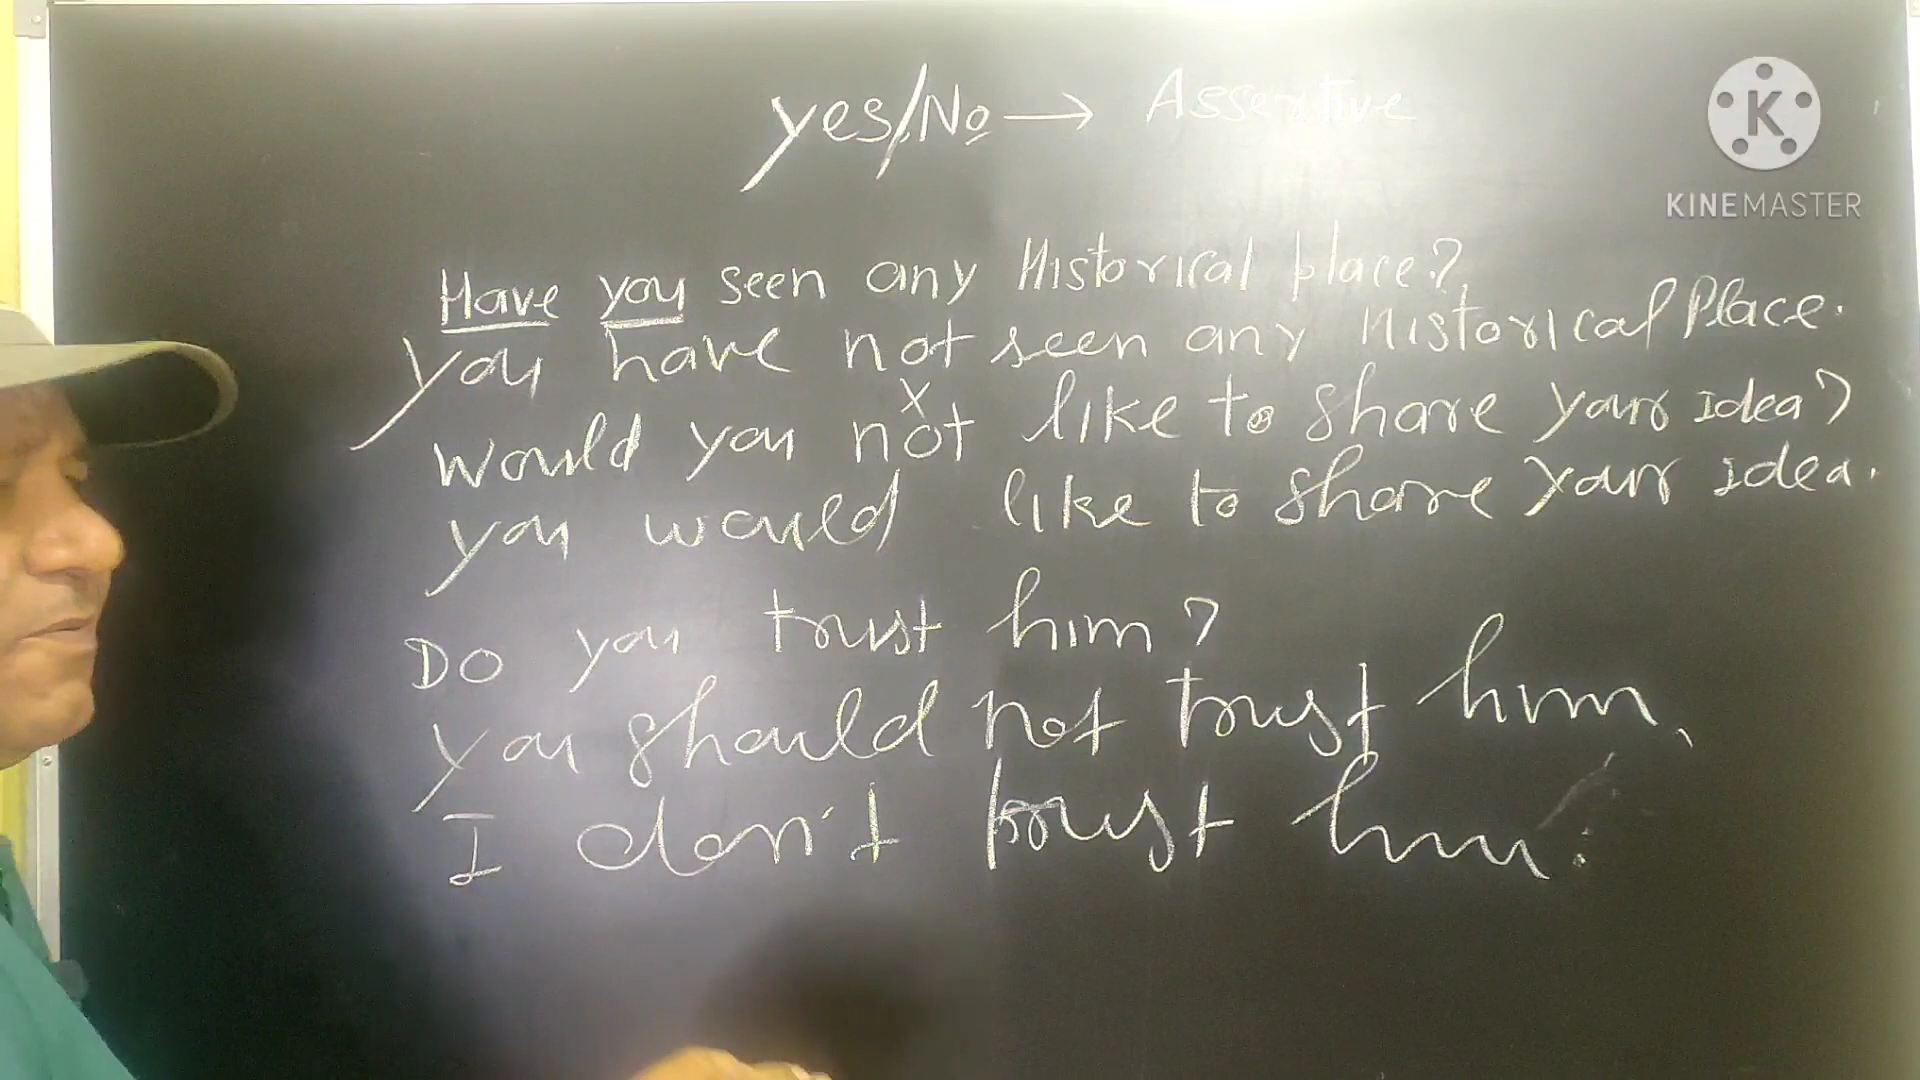 yes/No → Assertive
K
KINEMASTER
Have you seen any Historical place?
you have not seen any Historical Place.
x
Would you not like to share your idea?
you would like to share your idea.
Do you trust him?
you should not trust him.
I don't trust him.